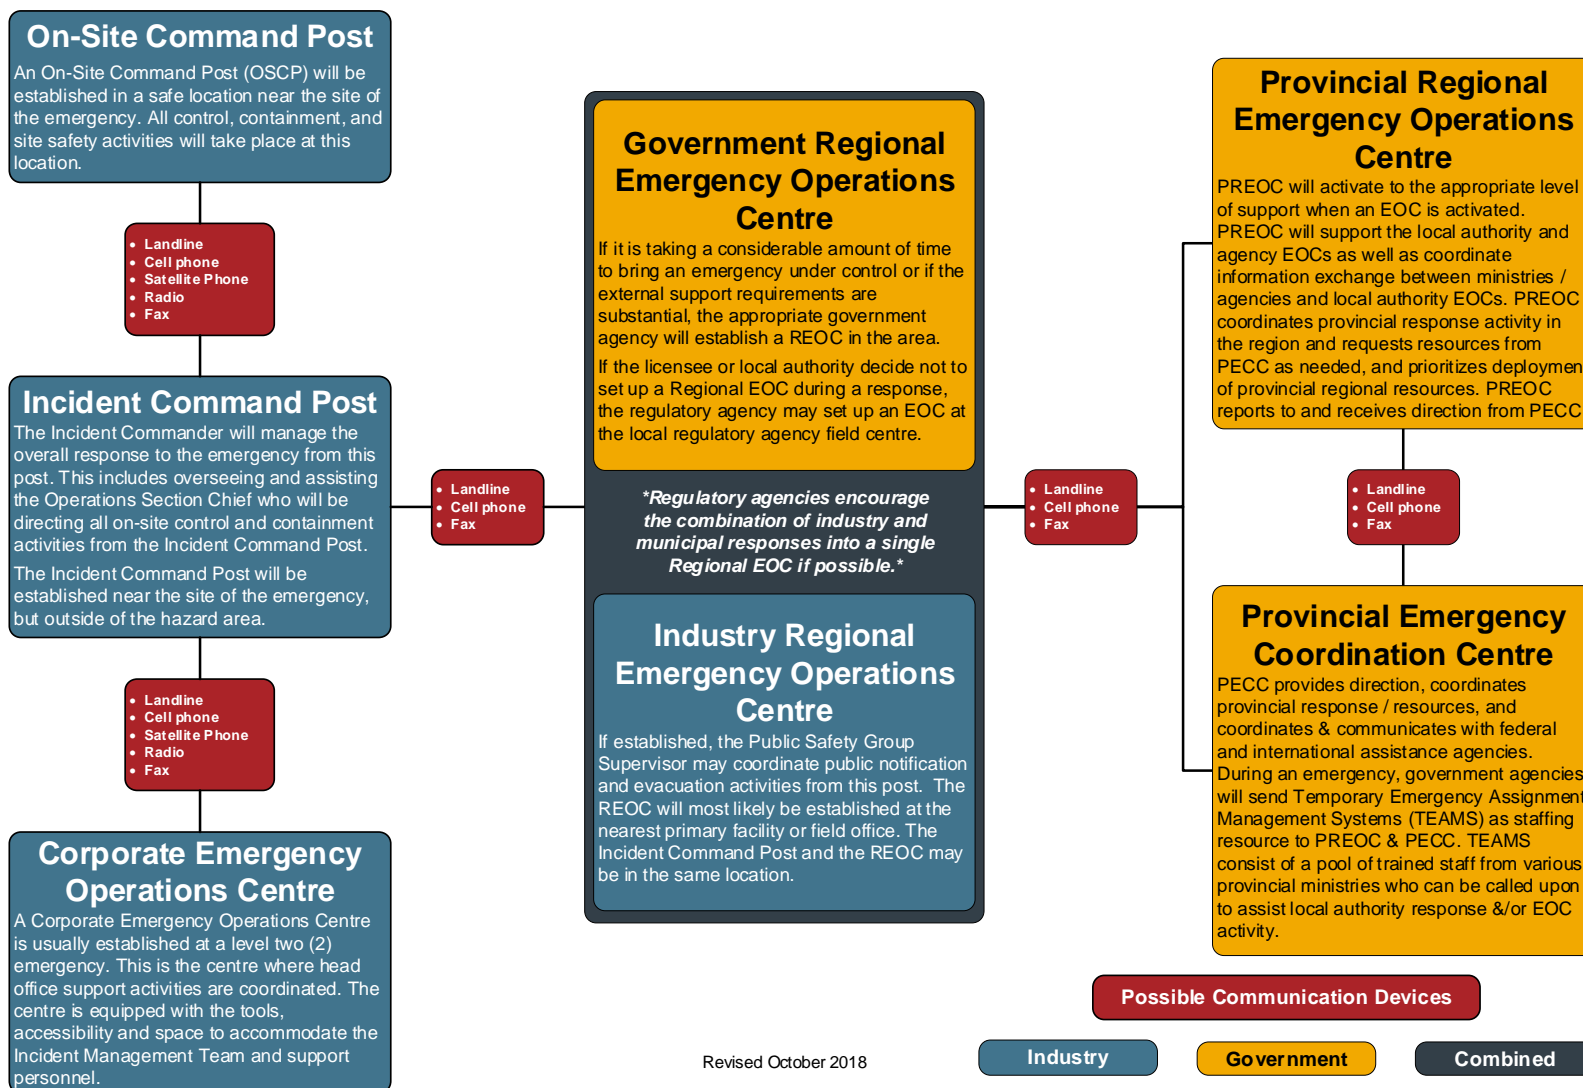 On-Site Command Post
An On-Site Command Post (OSCP) will be
established in a safe location near the site of
the emergency. All control, containment, and
site safety activities will take place at this
location.
• Landline
• Cell phone
• Satellite Phone
• Radio
• Fax
Incident Command Post
The Incident Commander will manage the
overall response to the emergency from this
post. This includes overseeing and assisting
the Operations Section Chief who will be
directing all on-site control and containment
activities from the Incident Command Post.
The Incident Command Post will be
established near the site of the emergency,
but outside of the hazard area.
• Landline
• Cell phone
• Satellite Phone
• Radio
• Fax
Corporate Emergency
Operations Centre
A Corporate Emergency Operations Centre
is usually established at a level two (2)
emergency. This is the centre where head
office support activities are coordinated. The
centre is equipped with the tools,
accessibility and space to accommodate the
Incident Management Team and support
personnel.
• Landline
• Cell phone
• Fax
Government Regional
Emergency Operations
Centre
If it is taking a considerable amount of time
to bring an emergency under control or if the
external support requirements are
substantial, the appropriate government
agency will establish a REOC in the area.
If the licensee or local authority decide not to
set up a Regional EOC during a response,
the regulatory agency may set up an EOC at
the local regulatory agency field centre.
*Regulatory agencies encourage
the combination of industry and
municipal responses into a single
Regional EOC if possible.*
Industry Regional
Emergency Operations
Centre
If established, the Public Safety Group
Supervisor may coordinate public notification
and evacuation activities from this post. The
REOC will most likely be established at the
nearest primary facility or field office. The
Incident Command Post and the REOC may
be in the same location.
• Landline
• Cell phone
• Fax
Provincial Regional
Emergency Operations
Centre
PREOC will activate to the appropriate level
of support when an EOC is activated.
PREOC will support the local authority and
agency EOCs as well as coordinate
information exchange between ministries /
agencies and local authority EOCs. PREOC
coordinates provincial response activity in
the region and requests resources from
PECC as needed, and prioritizes deploymen
of provincial regional resources. PREOC
reports to and receives direction from PECC
• Landline
• Cell phone
• Fax
Provincial Emergency
Coordination Centre
PECC provides direction, coordinates
provincial response / resources, and
coordinates & communicates with federal
and international assistance agencies.
During an emergency, government agencies
will send Temporary Emergency Assignment
Management Systems (TEAMS) as staffing
resource to PREOC & PECC. TEAMS
consist of a pool of trained staff from various
provincial ministries who can be called upon
to assist local authority response &/or EOC
activity.
Possible Communication Devices
Revised October 2018
Industry
Government
Combined